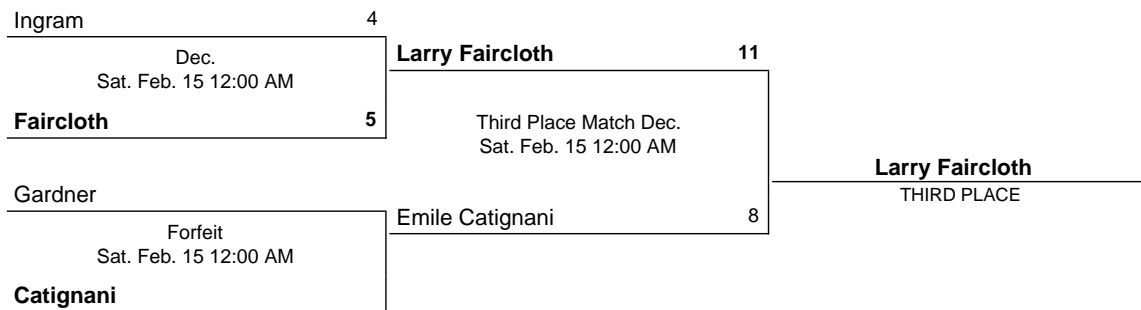 Ingram 4
Dec.
Sat. Feb. 15 12:00 AM
Faircloth 5
Larry Faircloth 11
Third Place Match Dec.
Sat. Feb. 15 12:00 AM
Larry Faircloth
THIRD PLACE
Gardner
Forfeit
Sat. Feb. 15 12:00 AM
Catignani
Emile Catignani 8